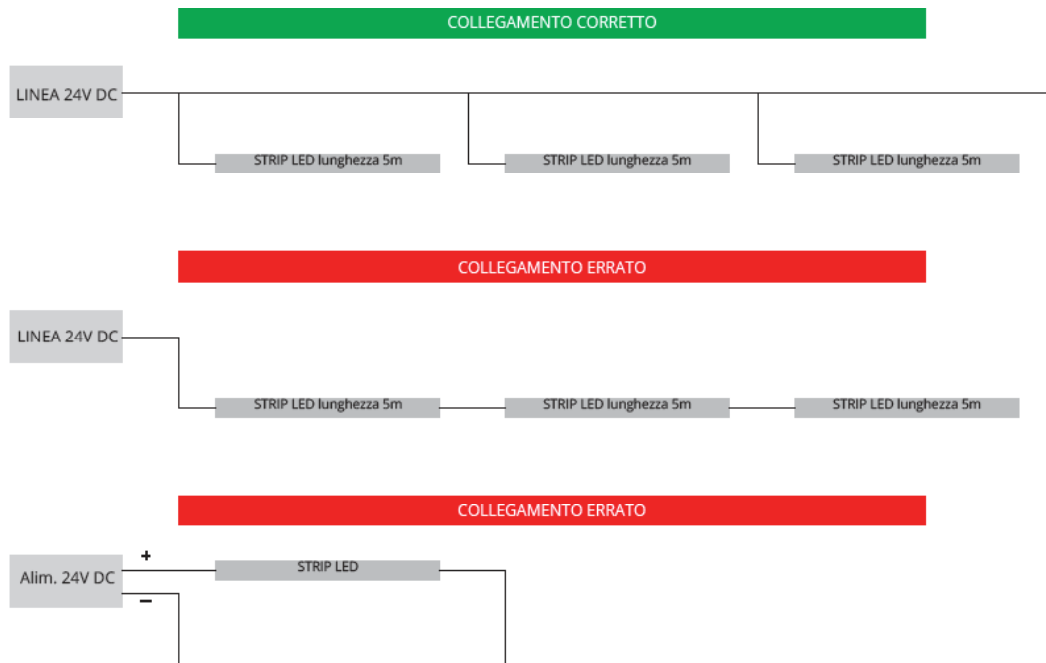 COLLEGAMENTO CORRETTO
LINEA 24V DC
STRIP LED lunghezza 5m
STRIP LED lunghezza 5m
STRIP LED lunghezza 5m
COLLEGAMENTO ERRATO
LINEA 24V DC
STRIP LED lunghezza 5m
STRIP LED lunghezza 5m
STRIP LED lunghezza 5m
COLLEGAMENTO ERRATO
+
STRIP LED
Alim. 24V DC
−